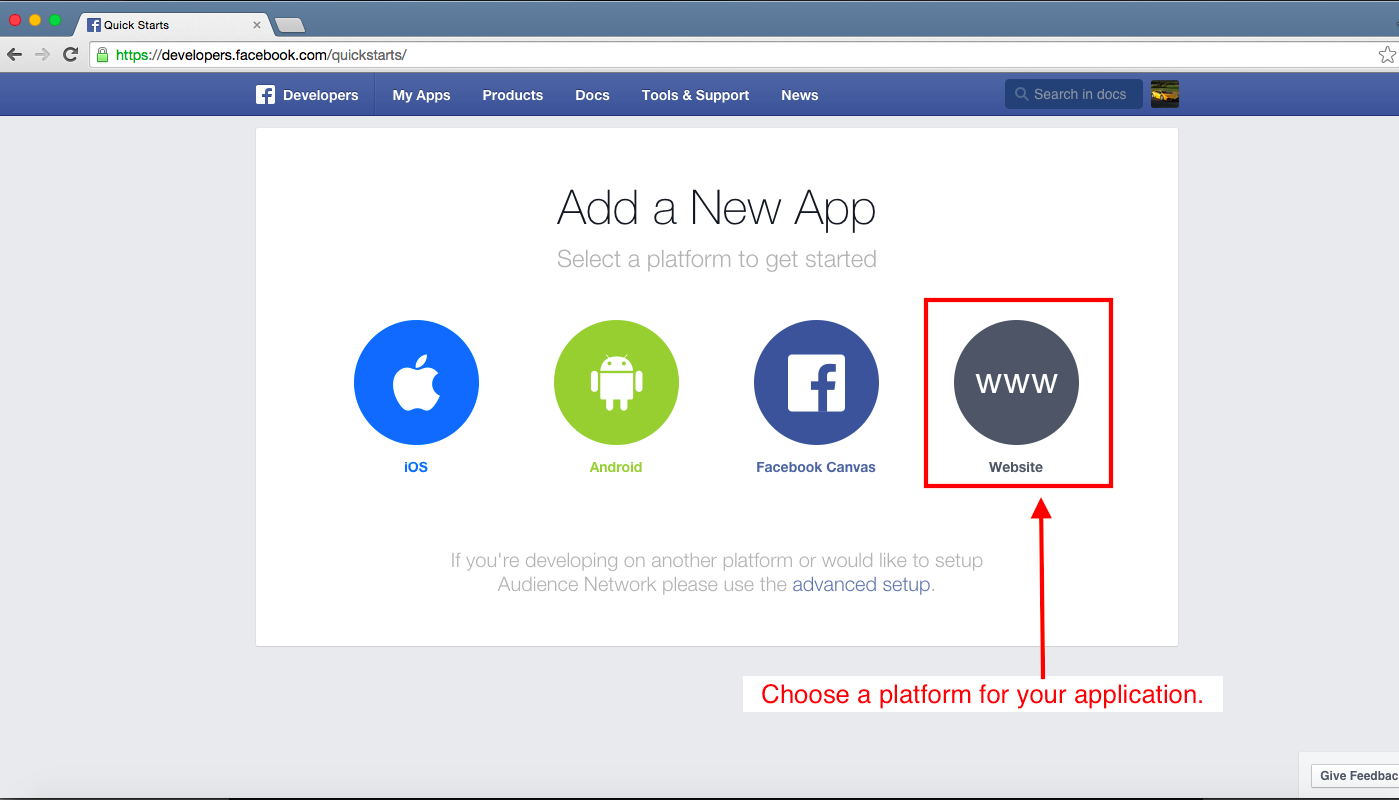 Quick Starts
https://developers.facebook.com/quickstarts/
Developers My Apps Products Docs Tools & Support News Search in docs
Add a New App
Select a platform to get started
www
iOS Android Facebook Canvas Website
If you're developing on another platform or would like to setup
Audience Network please use the advanced setup.
Choose a platform for your application.
Give Feedbac